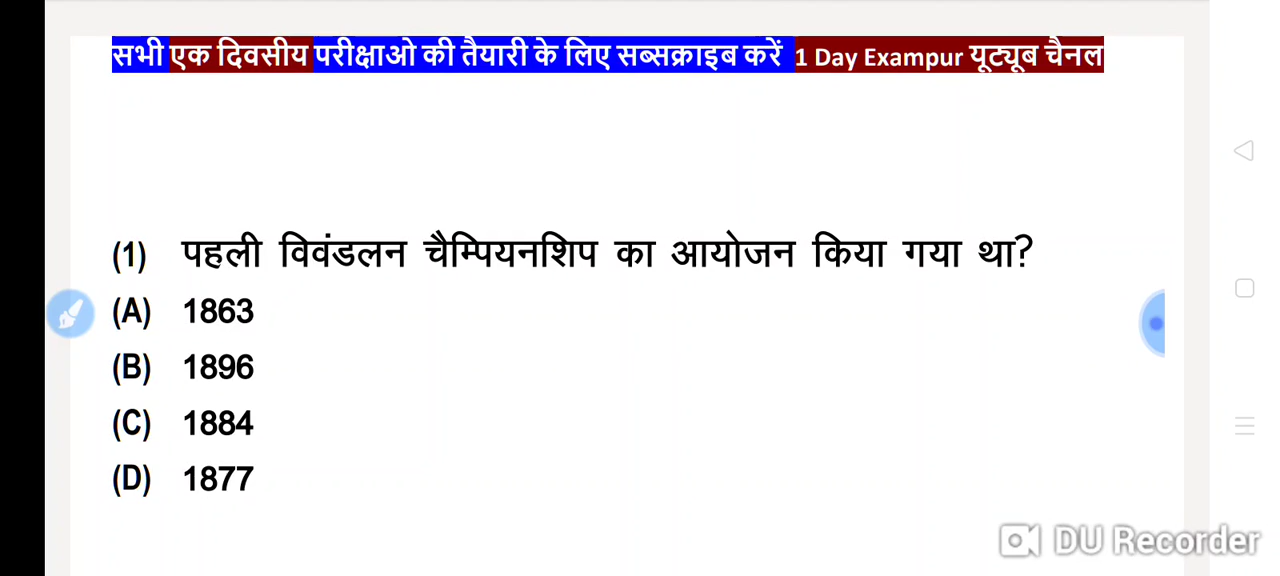 सभी एक दिवसीय परीक्षाओ की तैयारी के लिए सब्सक्राइब करें 1 Day Exampur यूट्यूब चैनल
(1) पहली विवंडलन चैम्पियनशिप का आयोजन किया गया था?
(A) 1863
(B) 1896
(C) 1884
(D) 1877
DU Recorder